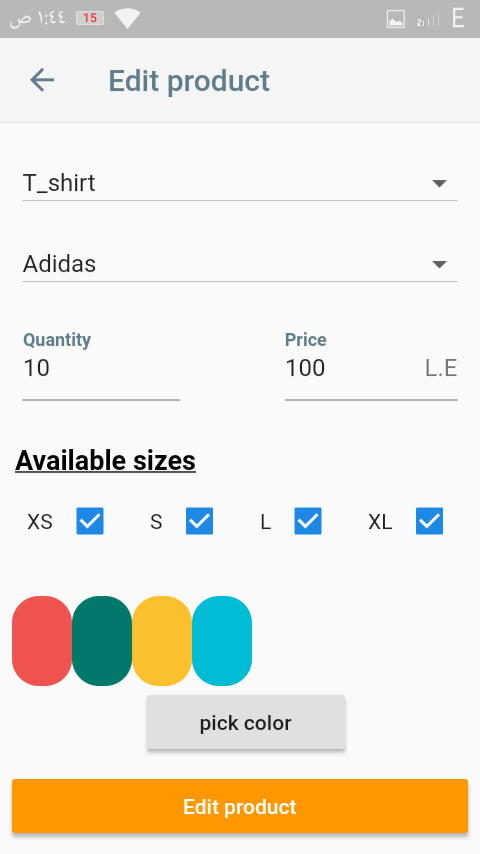 ١:٤٤ ص 15 2 E
Edit product
T_shirt
Adidas
Quantity Price
10 100 L.E
Available sizes
XS S L XL
pick color
Edit product